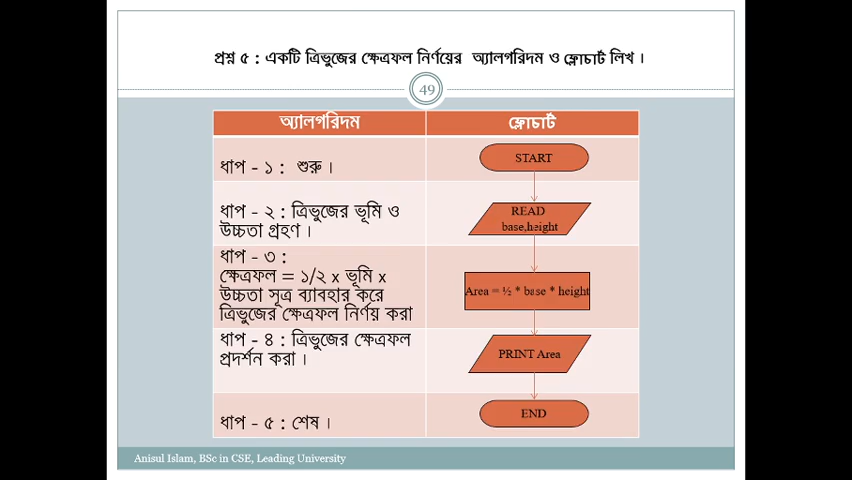 প্রশ্ন ৫ : একটি ত্রিভুজের ক্ষেত্রফল নির্ণয়ের অ্যালগরিদম ও ফ্লোচার্ট লিখ ।
49
অ্যালগরিদম
ফ্লোচার্ট
ধাপ - ১ : শুরু ।
START
ধাপ - ২ : ত্রিভুজের ভূমি ও
উচ্চতা গ্রহণ ।
READ
base,height
ধাপ - ৩ :
ক্ষেত্রফল = ১/২ x ভূমি x
উচ্চতা সূত্র ব্যাবহার করে
ত্রিভুজের ক্ষেত্রফল নির্ণয় করা
Area = ½ * base * height
ধাপ - ৪ : ত্রিভুজের ক্ষেত্রফল
প্রদর্শন করা ।
PRINT Area
ধাপ - ৫ : শেষ ।
END
Anisul Islam, BSc in CSE, Leading University